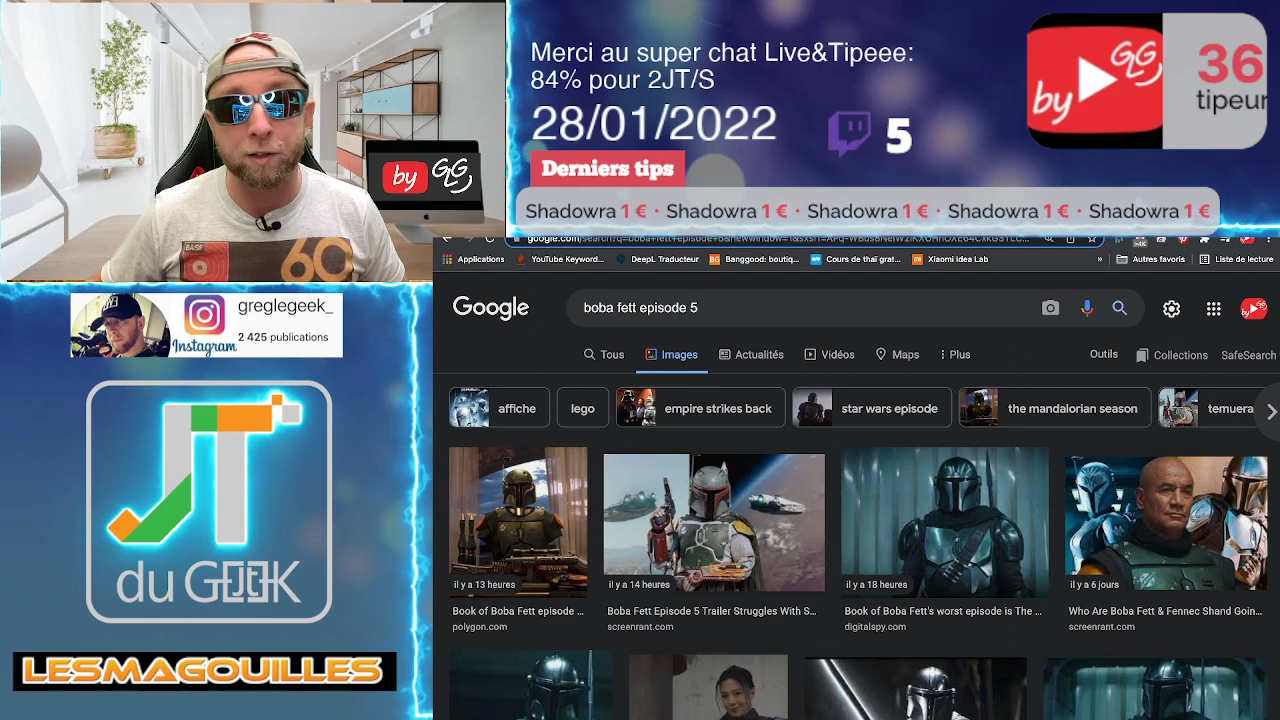 Merci au super chat Live&Tipeee:
84% pour 2JT/S
28/01/2022
5
Derniers tips
Shadowra 1 € · Shadowra 1 € · Shadowra 1 € · Shadowra 1 € · Shadowra 1 €
by GLG
36
tipeur
by GLG
BASF
60
greglegeek_
2 425 publications
Instagram
JT
du GEEK
LESMAGOUILLES
Applications
YouTube Keyword...
DeepL Traducteur
Banggood: boutiq...
Cours de thaï grat...
Xiaomi Idea Lab
»
Autres favoris
Liste de lecture
Google
boba fett episode 5
Tous
Images
Actualités
Vidéos
Maps
Plus
Outils
Collections
SafeSearch
affiche
lego
empire strikes back
star wars episode
the mandalorian season
temuera
il y a 13 heures
il y a 14 heures
il y a 18 heures
il y a 6 jours
Book of Boba Fett episode ...
polygon.com
Boba Fett Episode 5 Trailer Struggles With S...
screenrant.com
Book of Boba Fett's worst episode is The ...
digitalspy.com
Who Are Boba Fett & Fennec Shand Goin...
screenrant.com